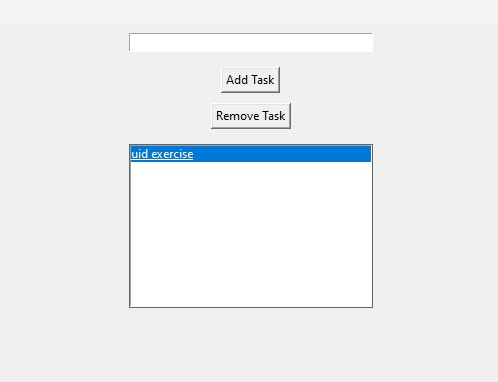 Add Task
Remove Task
uid exercise